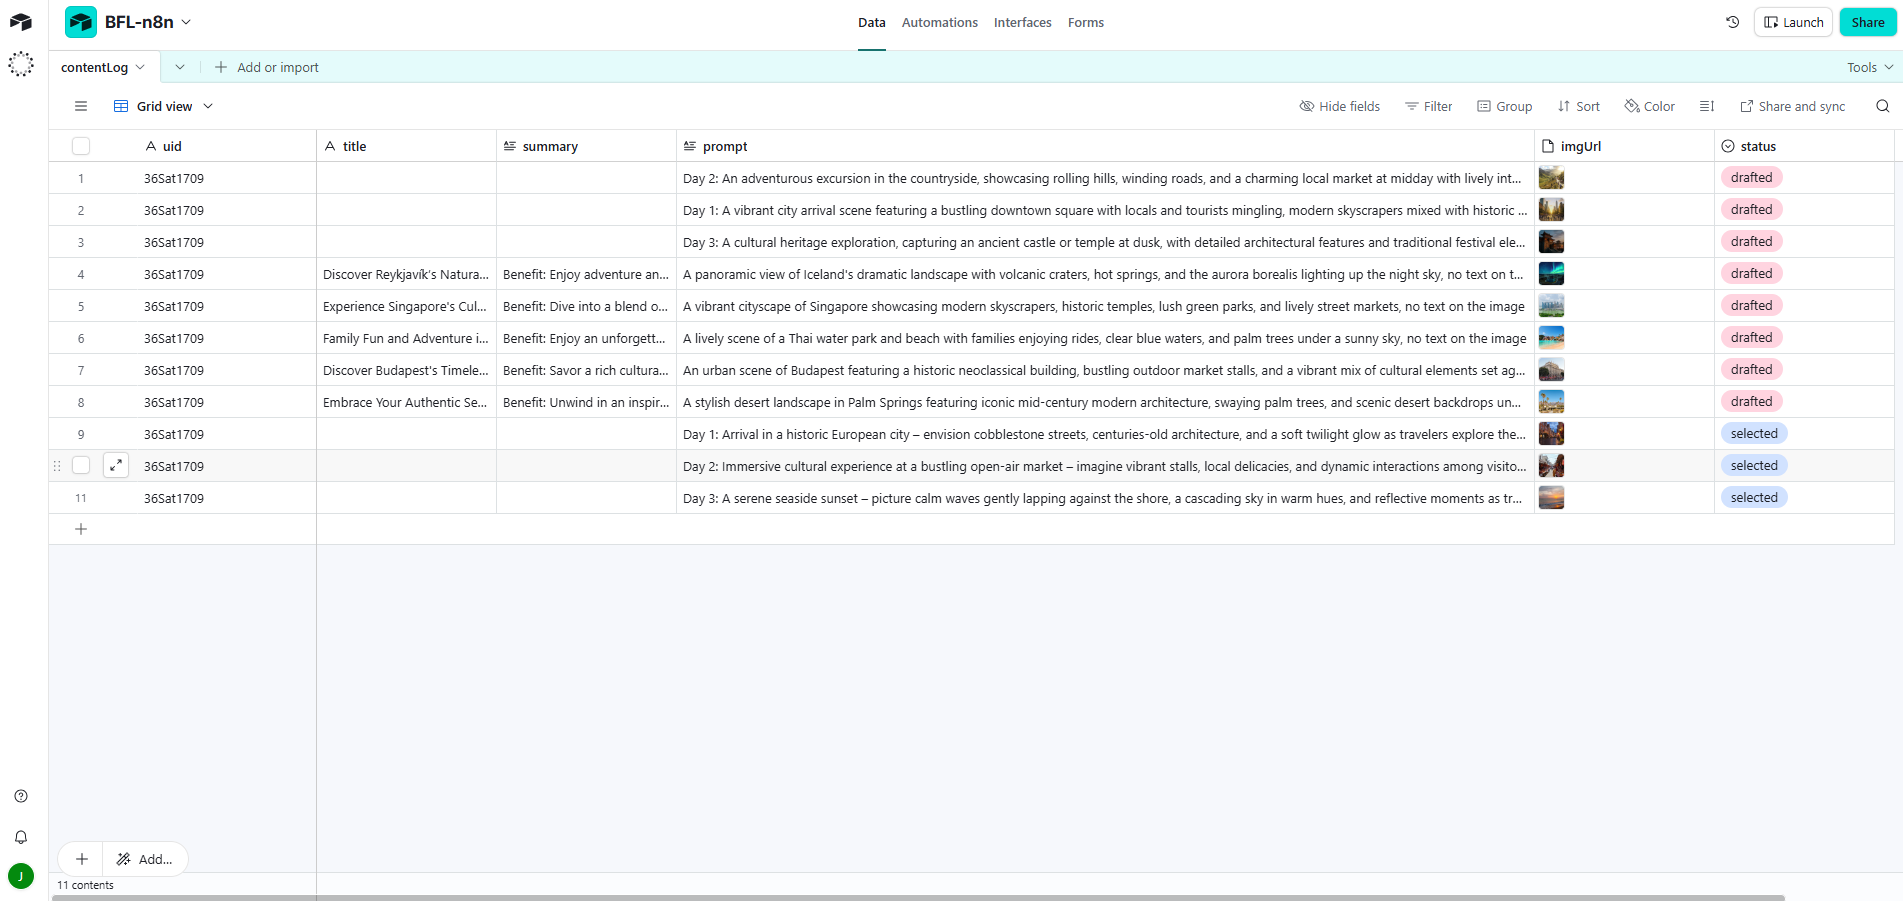 BFL-n8n
Data Automations Interfaces Forms
Launch Share
contentLog
Add or import
Tools
Grid view
Hide fields Filter Group Sort Color Share and sync
uid title summary prompt imgUrl status
1 36Sat1709 Day 2: An adventurous excursion in the countryside, showcasing rolling hills, winding roads, and a charming local market at midday with lively int... drafted
2 36Sat1709 Day 1: A vibrant city arrival scene featuring a bustling downtown square with locals and tourists mingling, modern skyscrapers mixed with historic ... drafted
3 36Sat1709 Day 3: A cultural heritage exploration, capturing an ancient castle or temple at dusk, with detailed architectural features and traditional festival ele... drafted
4 36Sat1709 Discover Reykjavík's Natura... Benefit: Enjoy adventure an... A panoramic view of Iceland's dramatic landscape with volcanic craters, hot springs, and the aurora borealis lighting up the night sky, no text on t... drafted
5 36Sat1709 Experience Singapore's Cul... Benefit: Dive into a blend o... A vibrant cityscape of Singapore showcasing modern skyscrapers, historic temples, lush green parks, and lively street markets, no text on the image drafted
6 36Sat1709 Family Fun and Adventure i... Benefit: Enjoy an unforgett... A lively scene of a Thai water park and beach with families enjoying rides, clear blue waters, and palm trees under a sunny sky, no text on the image drafted
7 36Sat1709 Discover Budapest's Timele... Benefit: Savor a rich cultura... An urban scene of Budapest featuring a historic neoclassical building, bustling outdoor market stalls, and a vibrant mix of cultural elements set ag... drafted
8 36Sat1709 Embrace Your Authentic Se... Benefit: Unwind in an inspir... A stylish desert landscape in Palm Springs featuring iconic mid-century modern architecture, swaying palm trees, and scenic desert backdrops un... drafted
9 36Sat1709 Day 1: Arrival in a historic European city – envision cobblestone streets, centuries-old architecture, and a soft twilight glow as travelers explore the... selected
36Sat1709 Day 2: Immersive cultural experience at a bustling open-air market – imagine vibrant stalls, local delicacies, and dynamic interactions among visito... selected
11 36Sat1709 Day 3: A serene seaside sunset – picture calm waves gently lapping against the shore, a cascading sky in warm hues, and reflective moments as tr... selected
Add...
J
11 contents